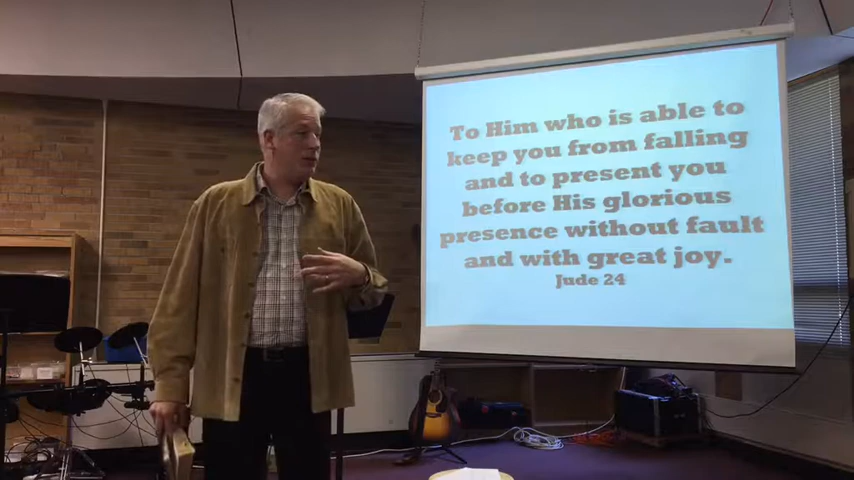 To Him who is able to
keep you from falling
and to present you
before His glorious
presence without fault
and with great joy.
Jude 24